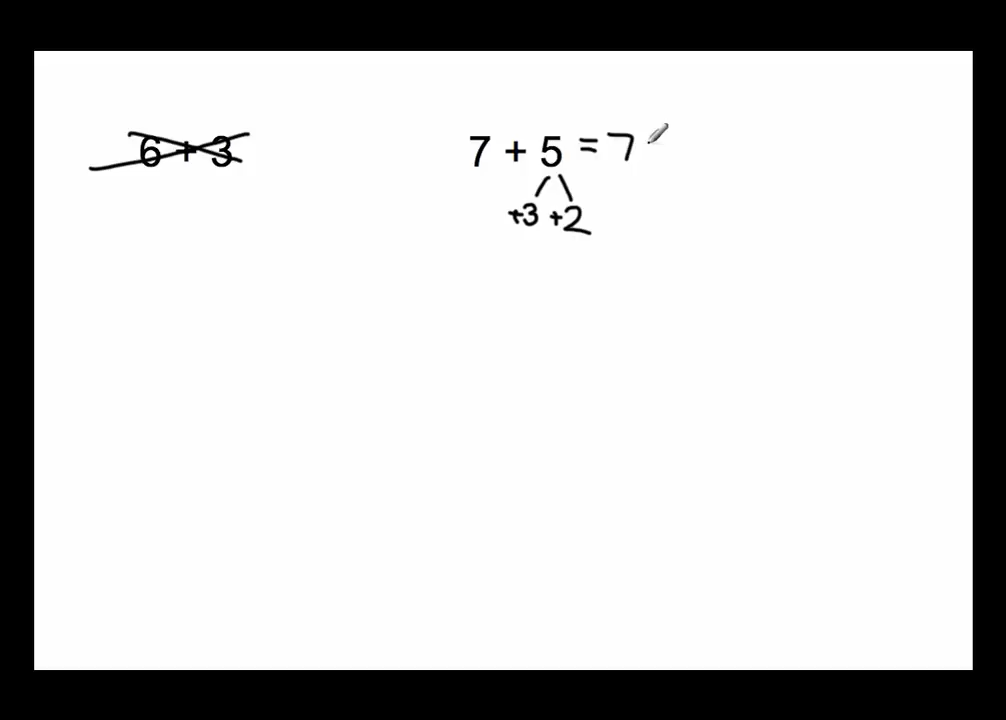 6 + 3
7 + 5 = 7
+3 +2